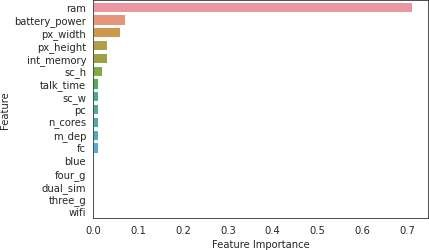 ram
battery_power
px_width
px_height
int_memory
sc_h
talk_time
sc_w
pc
n_cores
m_dep
fc
blue
four_g
dual_sim
three_g
wifi
Feature
0.0 0.1 0.2 0.3 0.4 0.5 0.6 0.7
Feature Importance